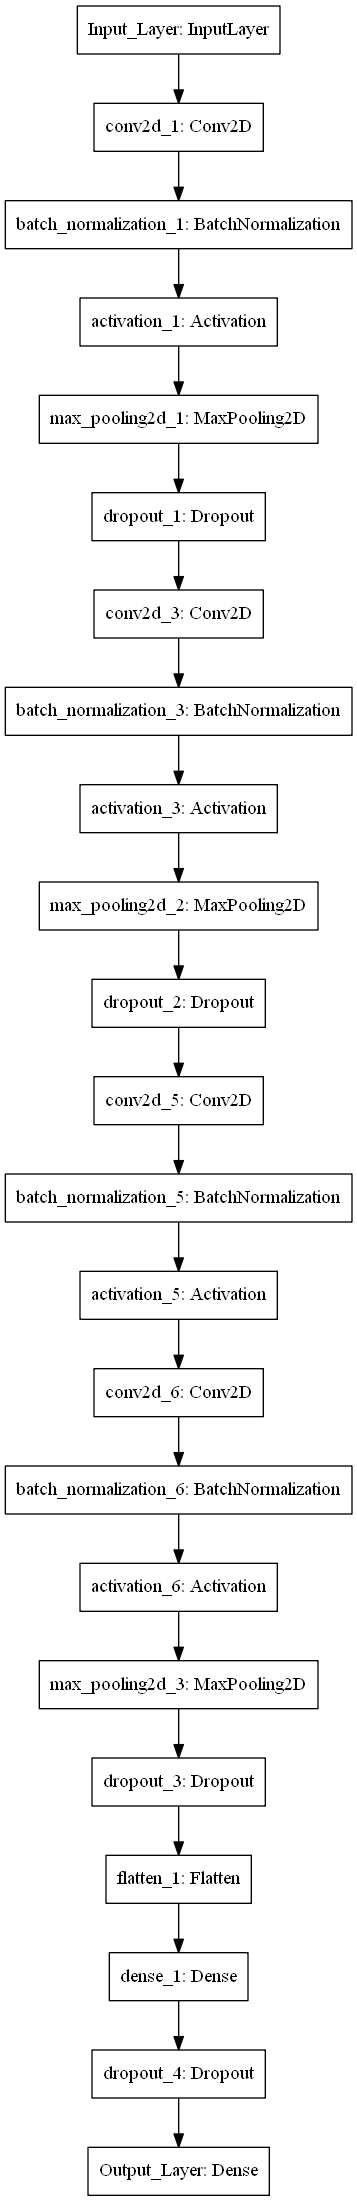 Input_Layer: InputLayer
conv2d_1: Conv2D
batch_normalization_1: BatchNormalization
activation_1: Activation
max_pooling2d_1: MaxPooling2D
dropout_1: Dropout
conv2d_3: Conv2D
batch_normalization_3: BatchNormalization
activation_3: Activation
max_pooling2d_2: MaxPooling2D
dropout_2: Dropout
conv2d_5: Conv2D
batch_normalization_5: BatchNormalization
activation_5: Activation
conv2d_6: Conv2D
batch_normalization_6: BatchNormalization
activation_6: Activation
max_pooling2d_3: MaxPooling2D
dropout_3: Dropout
flatten_1: Flatten
dense_1: Dense
dropout_4: Dropout
Output_Layer: Dense